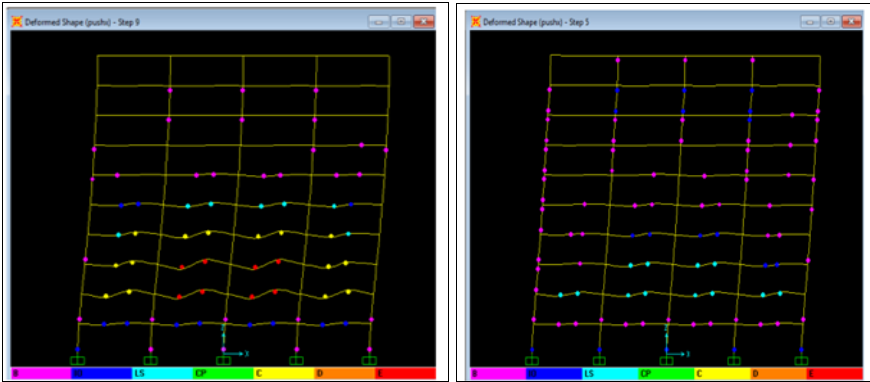 Deformed Shape (pushx) - Step 9
Z
X
B IO LS CP C D E
Deformed Shape (pushx) - Step 5
Z
X
B IO LS CP C D E